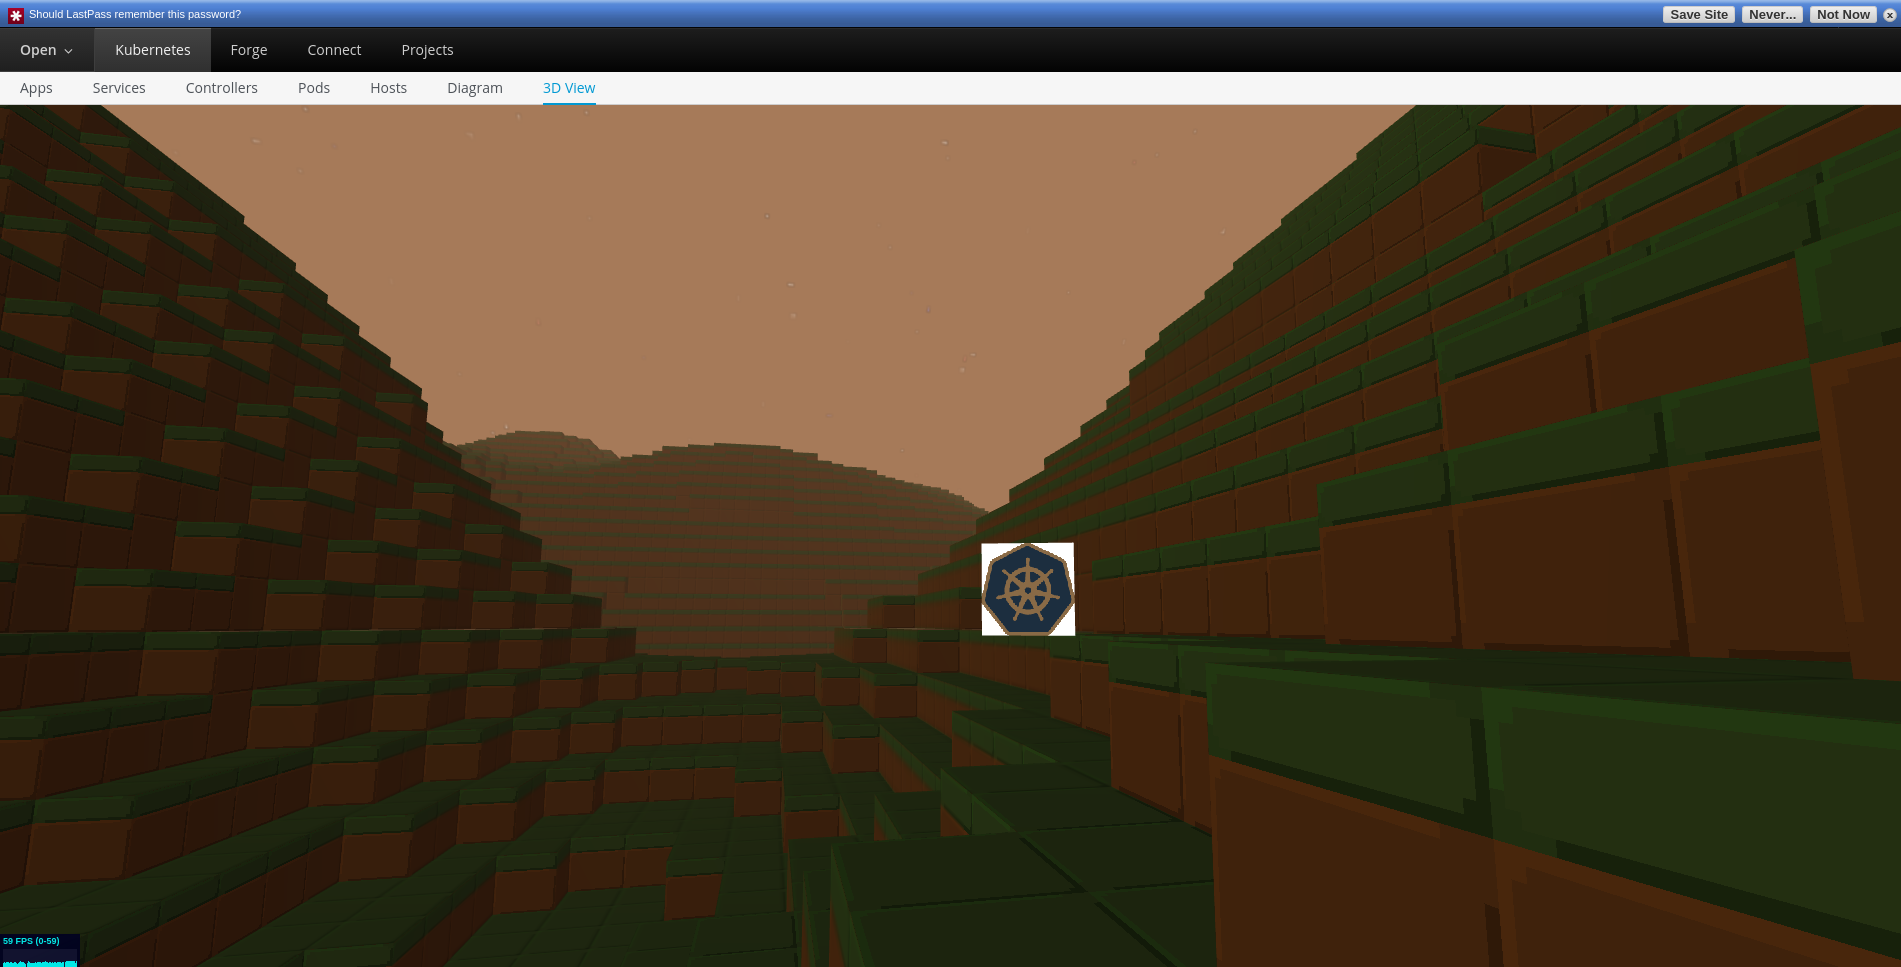 Should LastPass remember this password?
Save Site
Never...
Not Now
Open
Kubernetes
Forge
Connect
Projects
Apps
Services
Controllers
Pods
Hosts
Diagram
3D View
59 FPS (0-59)